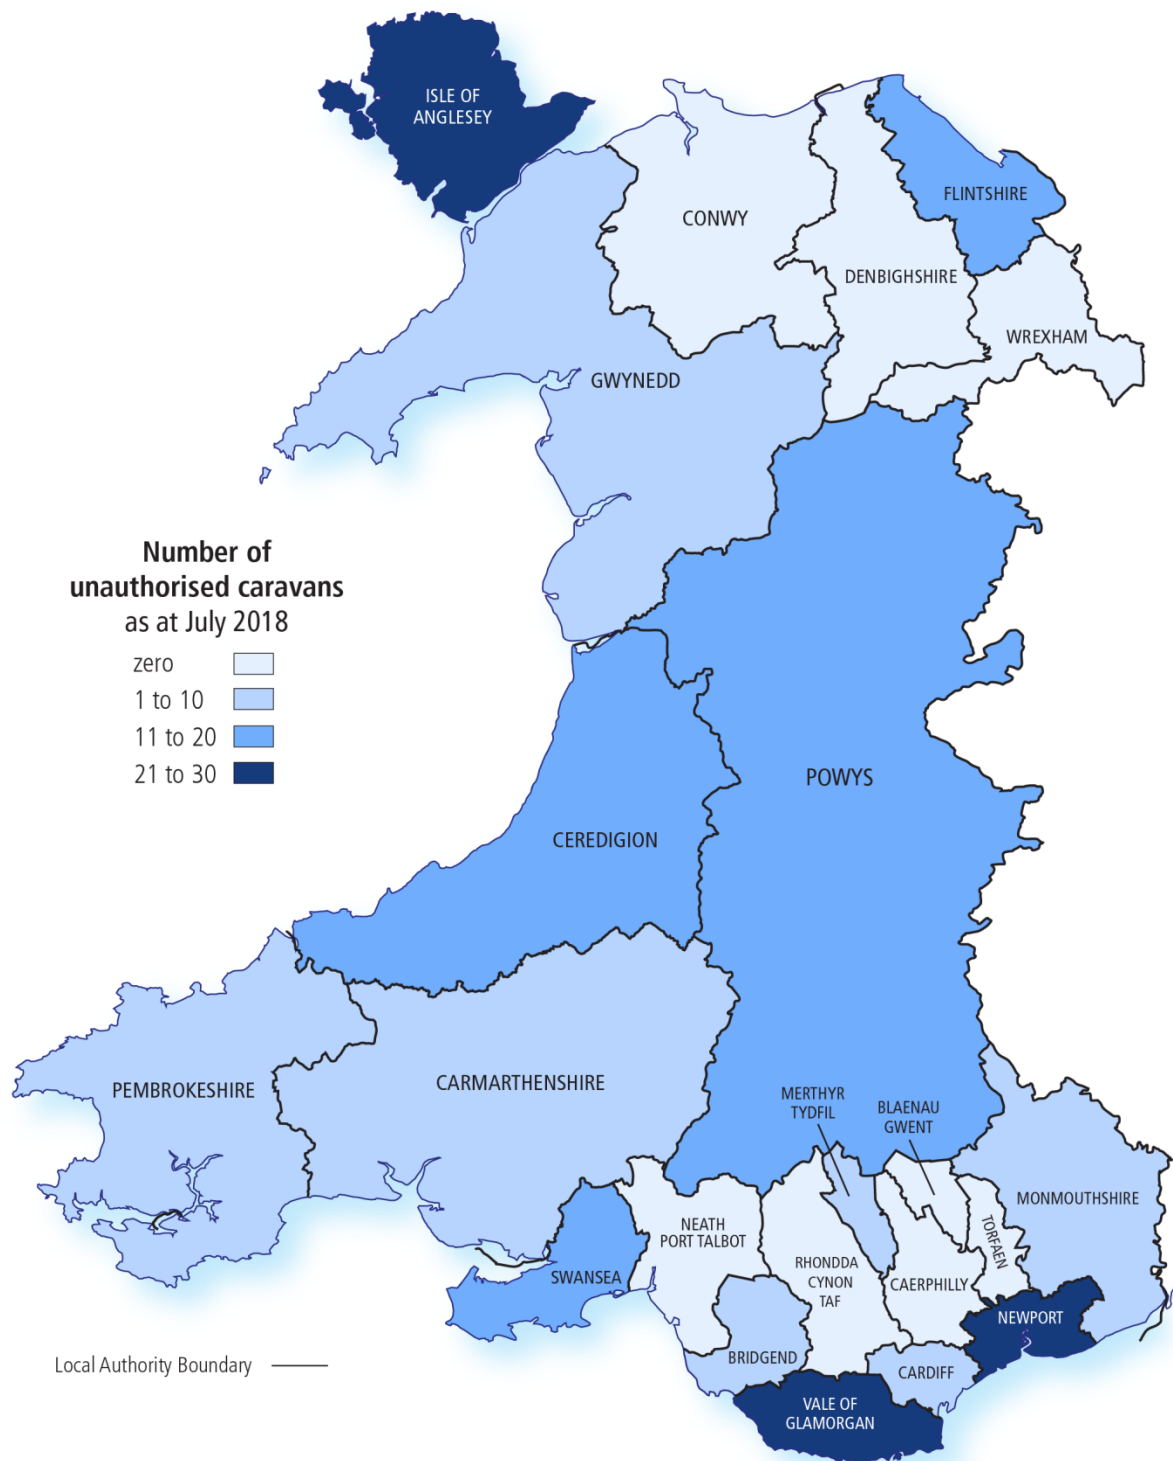 ISLE OF
ANGLESEY
FLINTSHIRE
CONWY
DENBIGHSHIRE
WREXHAM
GWYNEDD
Number of
unauthorised caravans
as at July 2018
zero
1 to 10
11 to 20
21 to 30
POWYS
CEREDIGION
CARMARTHENSHIRE
PEMBROKESHIRE
MERTHYR
TYDFIL
BLAENAU
GWENT
MONMOUTHSHIRE
NEATH
PORT TALBOT
TORFAEN
RHONDDA
CYNON
TAF
SWANSEA
CAERPHILLY
NEWPORT
BRIDGEND
CARDIFF
Local Authority Boundary
VALE OF
GLAMORGAN